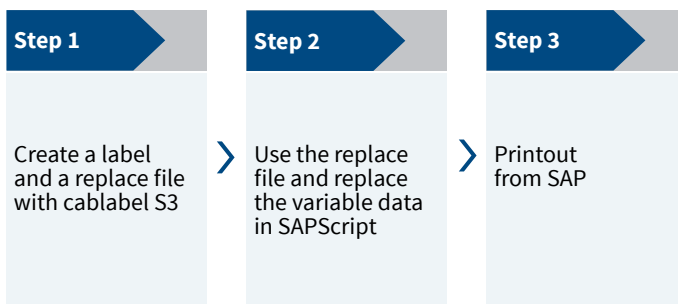 Step 1
Create a label
and a replace file
with cablabel S3
Step 2
Use the replace
file and replace
the variable data
in SAPScript
Step 3
Printout
from SAP